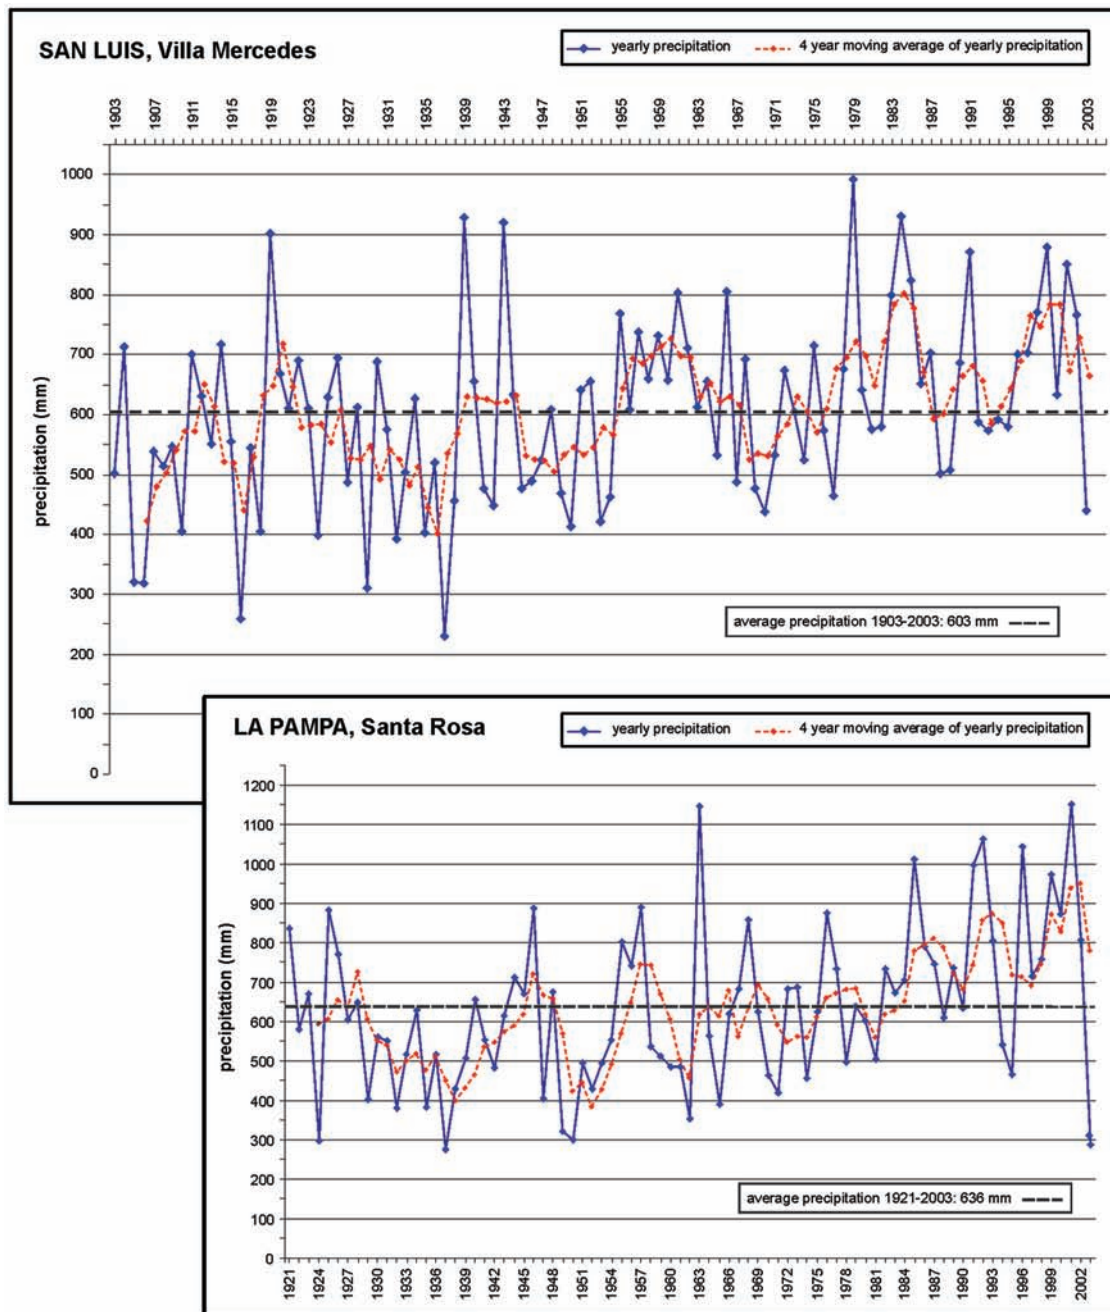 SAN LUIS, Villa Mercedes
yearly precipitation 4 year moving average of yearly precipitation
1903 1907 1911 1915 1919 1923 1927 1931 1935 1939 1943 1947 1951 1955 1959 1963 1967 1971 1975 1979 1983 1987 1991 1995 1999 2003
precipitation (mm)
1000
900
800
700
600
500
400
300
200
100
0
average precipitation 1903-2003: 603 mm
LA PAMPA, Santa Rosa
yearly precipitation 4 year moving average of yearly precipitation
precipitation (mm)
1200
1100
1000
900
800
700
600
500
400
300
200
100
0
average precipitation 1921-2003: 636 mm
1921 1924 1927 1930 1933 1936 1939 1942 1945 1948 1951 1954 1957 1960 1963 1966 1969 1972 1975 1978 1981 1984 1987 1990 1993 1996 1999 2002